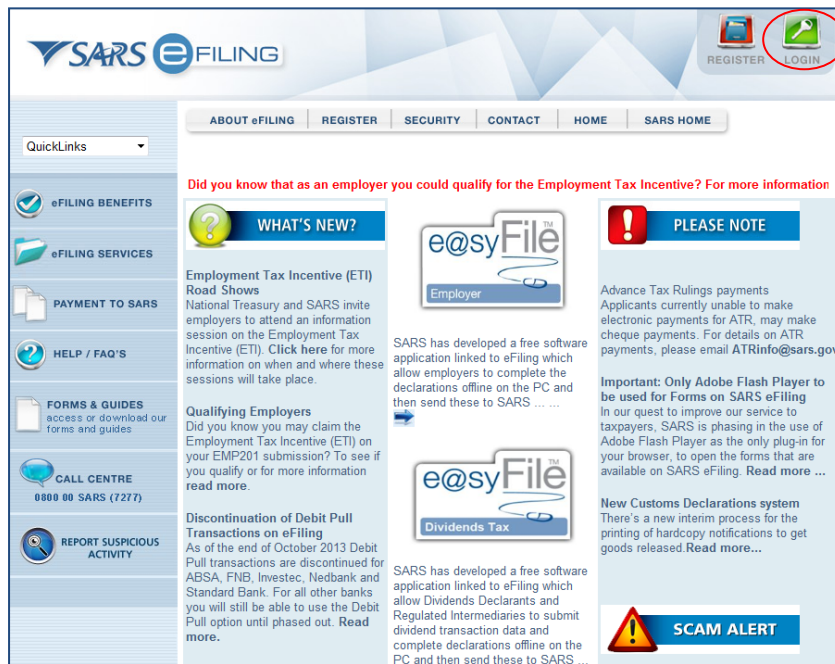 SARS eFILING
REGISTER
LOGIN
ABOUT eFILING
REGISTER
SECURITY
CONTACT
HOME
SARS HOME
QuickLinks
Did you know that as an employer you could qualify for the Employment Tax Incentive? For more information
eFILING BENEFITS
eFILING SERVICES
PAYMENT TO SARS
HELP / FAQ'S
FORMS & GUIDES
access or download our
forms and guides
CALL CENTRE
0800 00 SARS (7277)
REPORT SUSPICIOUS
ACTIVITY
WHAT'S NEW?
Employment Tax Incentive (ETI)
Road Shows
National Treasury and SARS invite
employers to attend an information
session on the Employment Tax
Incentive (ETI). Click here for more
information on when and where these
sessions will take place.
Qualifying Employers
Did you know you may claim the
Employment Tax Incentive (ETI) on
your EMP201 submission? To see if
you qualify or for more information
read more.
Discontinuation of Debit Pull
Transactions on eFiling
As of the end of October 2013 Debit
Pull transactions are discontinued for
ABSA, FNB, Investec, Nedbank and
Standard Bank. For all other banks
you will still be able to use the Debit
Pull option until phased out. Read
more.
e@syFile™
Employer
SARS has developed a free software
application linked to eFiling which
allow employers to complete the
declarations offline on the PC and
then send these to SARS ... ...
e@syFile™
Dividends Tax
SARS has developed a free software
application linked to eFiling which
allow Dividends Declarants and
Regulated Intermediaries to submit
dividend transaction data and
complete declarations offline on the
PC and then send these to SARS ...
PLEASE NOTE
Advance Tax Rulings payments
Applicants currently unable to make
electronic payments for ATR, may make
cheque payments. For details on ATR
payments, please email ATRinfo@sars.gov
Important: Only Adobe Flash Player to
be used for Forms on SARS eFiling
In our quest to improve our service to
taxpayers, SARS is phasing in the use of
Adobe Flash Player as the only plug-in for
your browser, to open the forms that are
available on SARS eFiling. Read more ...
New Customs Declarations system
There's a new interim process for the
printing of hardcopy notifications to get
goods released.Read more...
SCAM ALERT